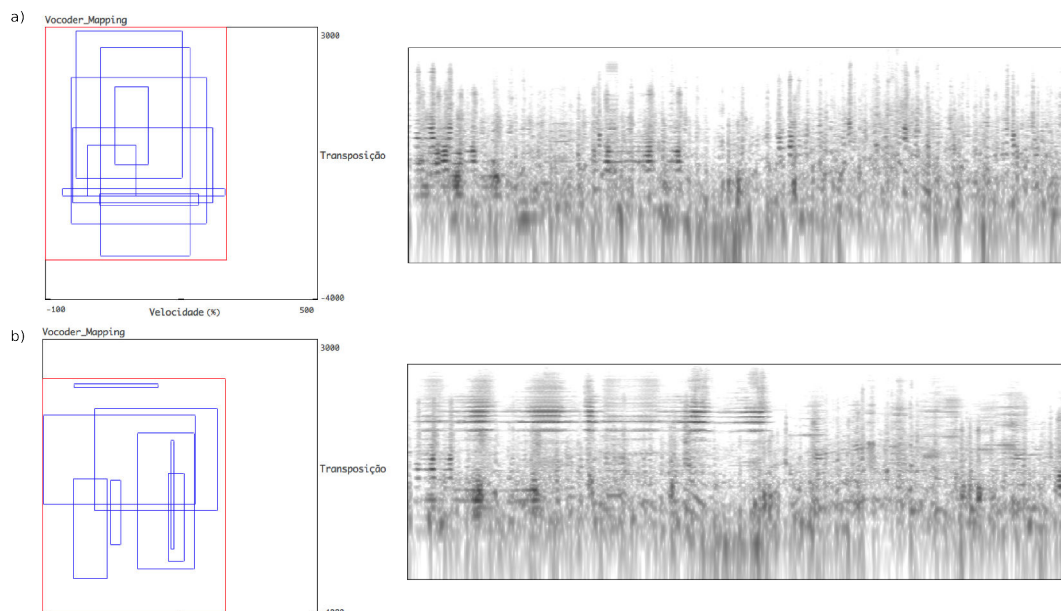 a)
Vocoder_Mapping
3000
Transposição
-4000
-100
Velocidade (%)
500
b)
Vocoder_Mapping
3000
Transposição